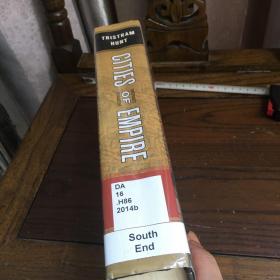 TRISTRAM
HUNT
CITIES OF EMPIRE
DA
16
.H86
2014b
South
End